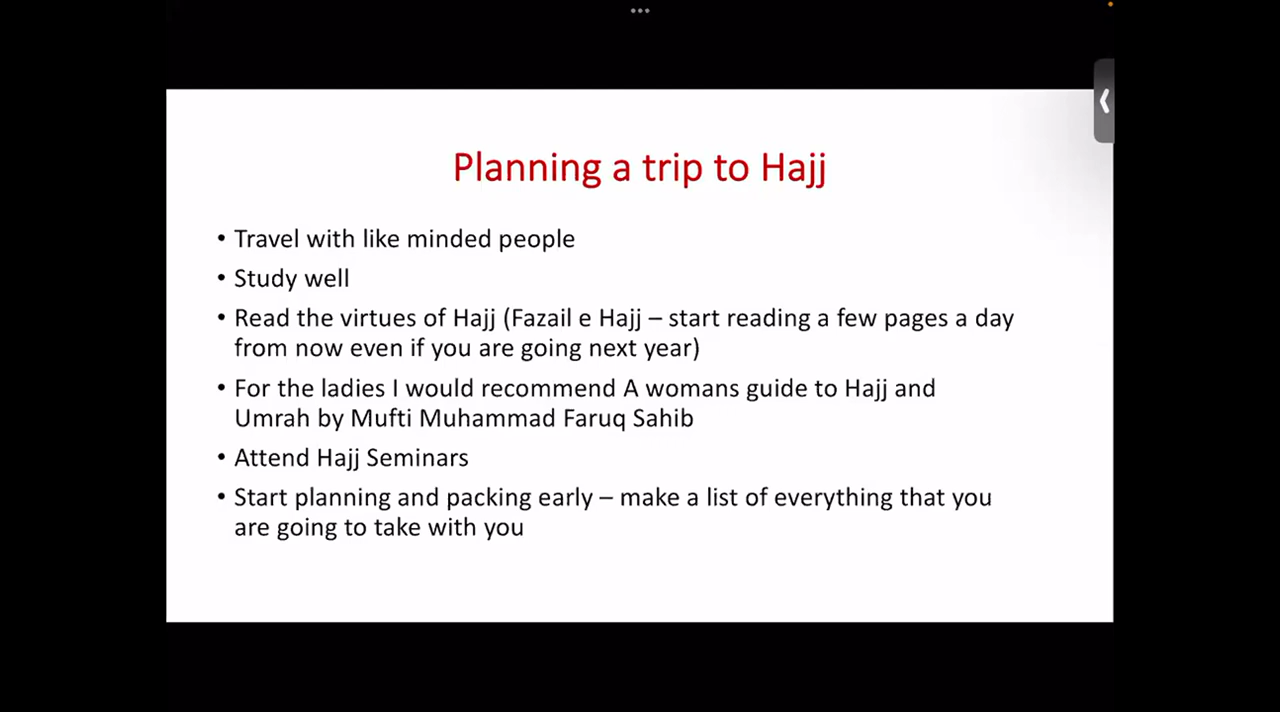 Planning a trip to Hajj
• Travel with like minded people
• Study well
• Read the virtues of Hajj (Fazail e Hajj – start reading a few pages a day
from now even if you are going next year)
• For the ladies I would recommend A womans guide to Hajj and
Umrah by Mufti Muhammad Faruq Sahib
• Attend Hajj Seminars
• Start planning and packing early – make a list of everything that you
are going to take with you